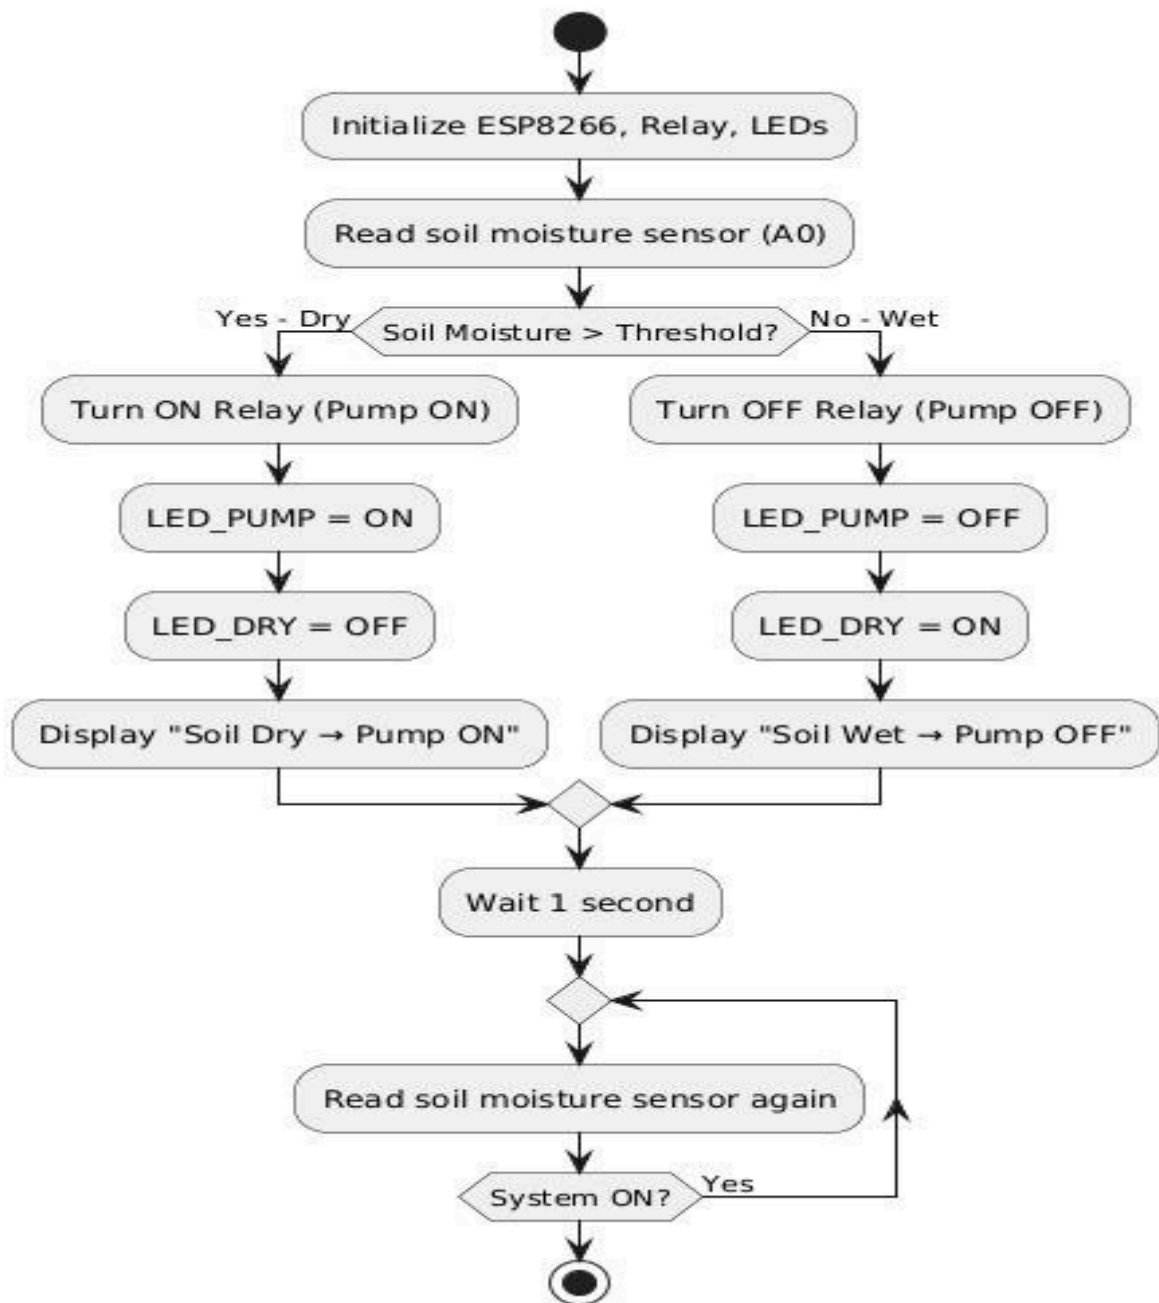 Initialize ESP8266, Relay, LEDs
Read soil moisture sensor (A0)
Yes - Dry
Soil Moisture > Threshold?
No - Wet
Turn ON Relay (Pump ON)
LED_PUMP = ON
LED_DRY = OFF
Display "Soil Dry → Pump ON"
Turn OFF Relay (Pump OFF)
LED_PUMP = OFF
LED_DRY = ON
Display "Soil Wet → Pump OFF"
Wait 1 second
Read soil moisture sensor again
System ON?
Yes